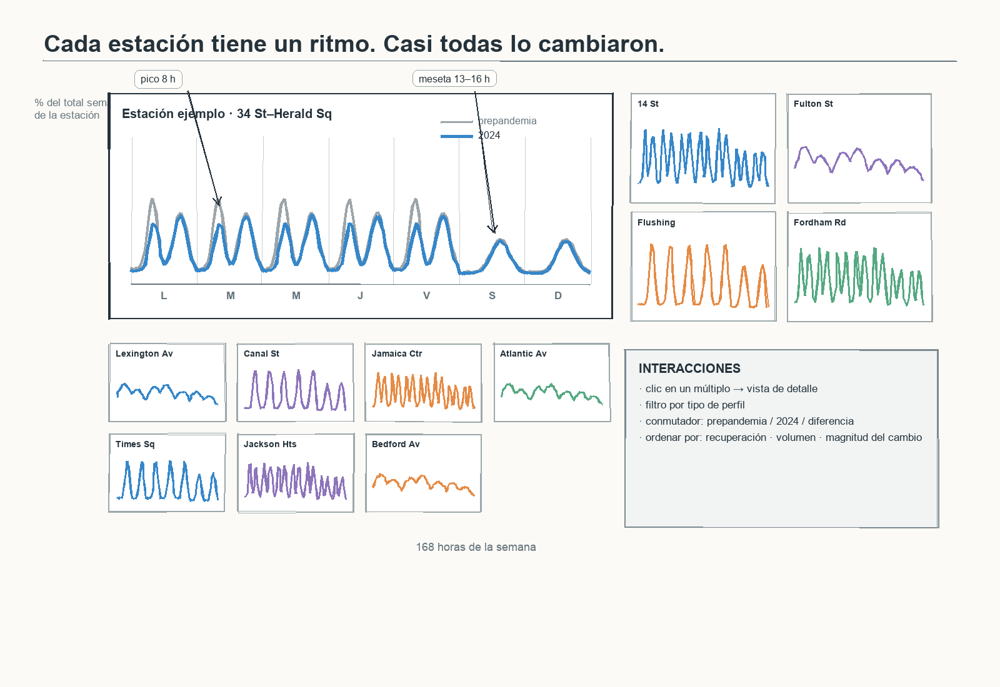 Cada estación tiene un ritmo. Casi todas lo cambiaron.
pico 8 h
meseta 13–16 h
% del total sem
de la estación
Estación ejemplo · 34 St–Herald Sq
prepandemia
2024
L M M J V S D
14 St
Fulton St
Flushing
Fordham Rd
Lexington Av
Canal St
Jamaica Ctr
Atlantic Av
Times Sq
Jackson Hts
Bedford Av
INTERACCIONES
· clic en un múltiplo → vista de detalle
· filtro por tipo de perfil
· conmutador: prepandemia / 2024 / diferencia
· ordenar por: recuperación · volumen · magnitud del cambio
168 horas de la semana